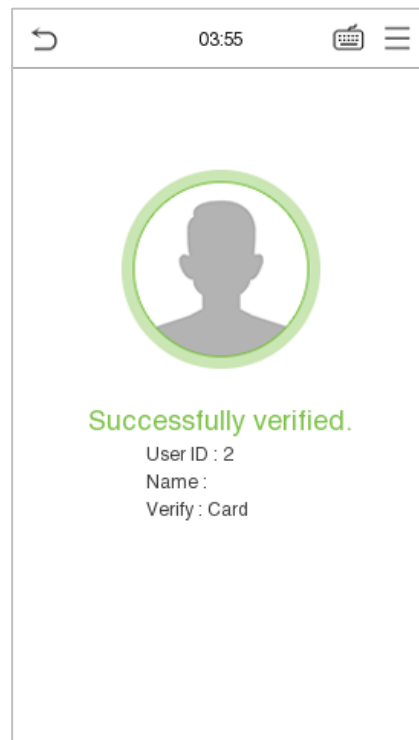 03:55
Successfully verified.
User ID : 2
Name :
Verify : Card